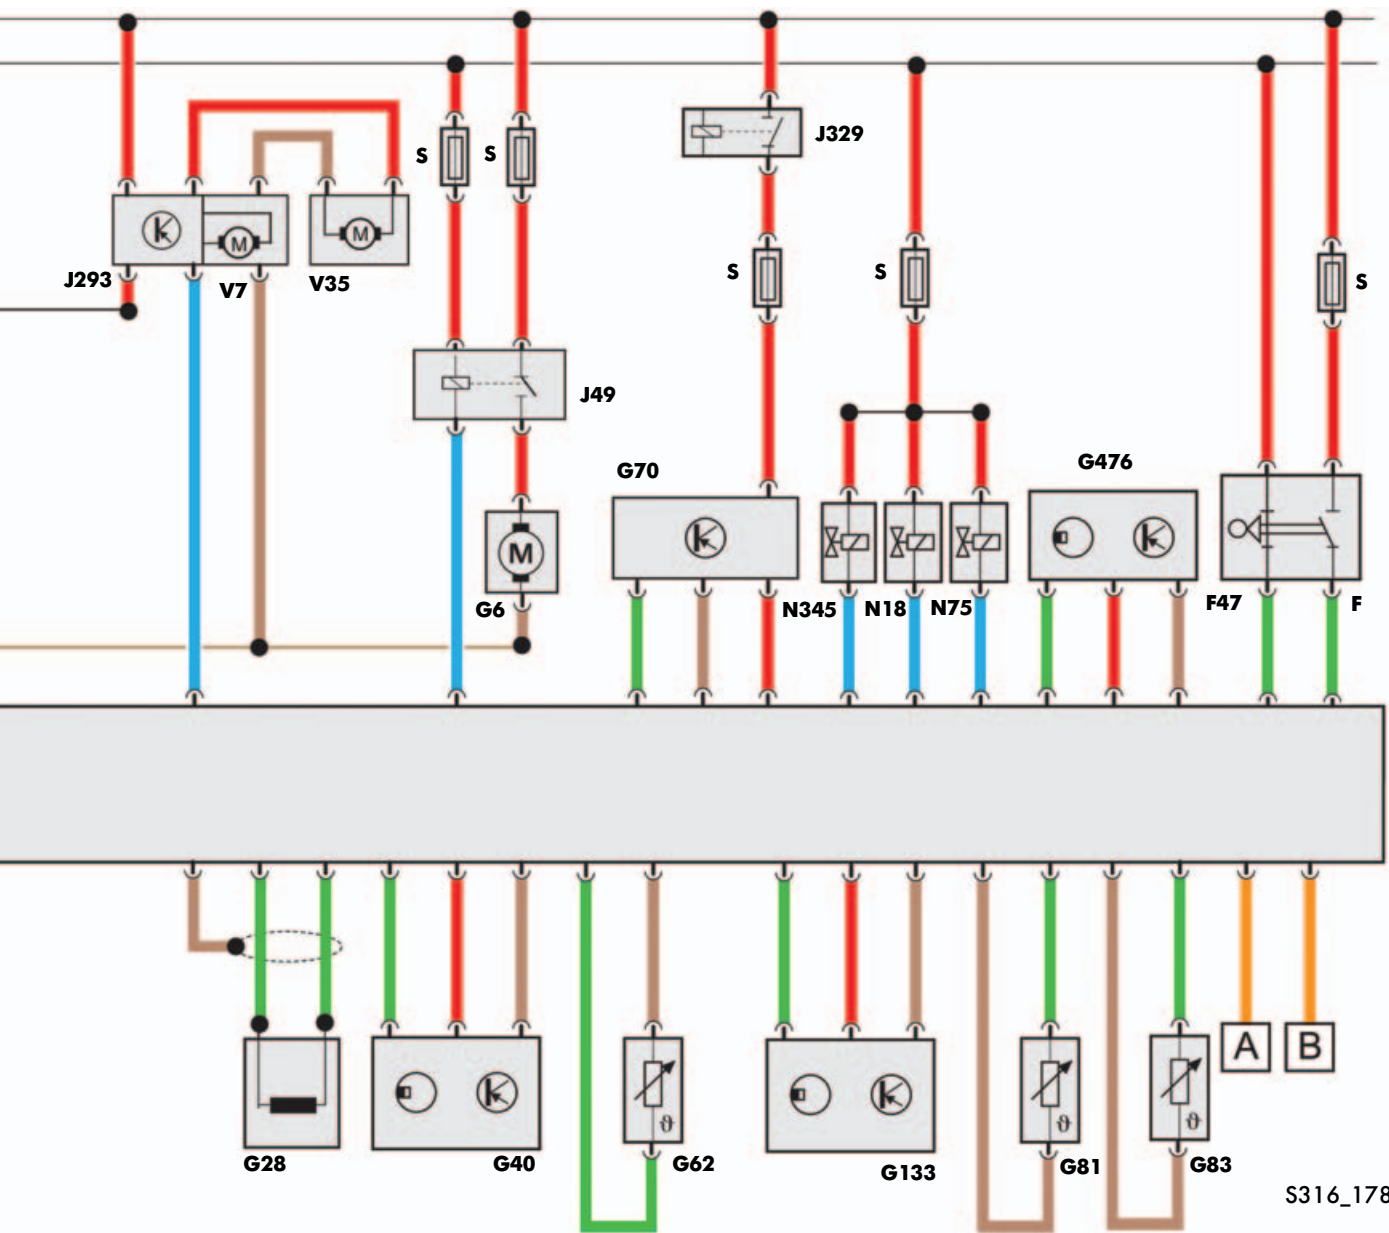 J329
S S
M M
J293 V7 V35
S S S
J49
G70 G476
M
G6 N345 N18 N75 F47 F
A B
ϑ ϑ ϑ
G28 G40 G62 G133 G81 G83
S316_178